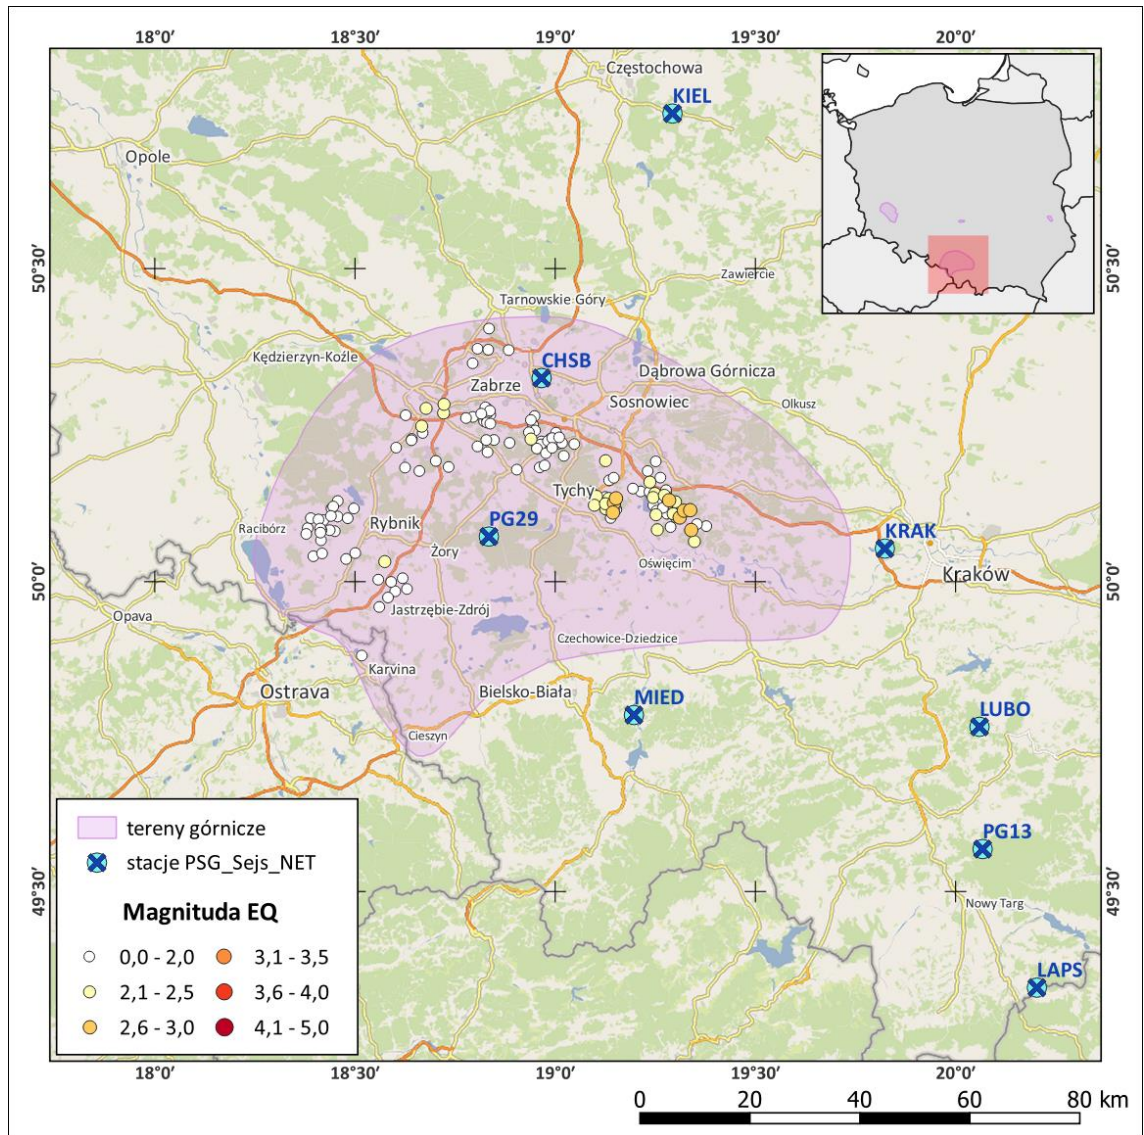 18°0' 18°30' 19°0' 19°30' 20°0'
Częstochowa
KIEL
Opole
50°30' 50°30'
Zawiercie
Tarnowskie Góry
Kędzierzyn-Koźle
CHSB
Dąbrowa Górnicza
Zabrze
Sosnowiec
Olkusz
Tychy
PG29
Racibórz
Rybnik
KRAK
Żory
Oświęcim
Kraków
50°0' 50°0'
Jastrzębie-Zdrój
Opava
Czechowice-Dziedzice
Karvina
Ostrava
Bielsko-Biała
MIED
LUBO
Cieszyn
PG13
49°30' 49°30'
Nowy Targ
LAPS
tereny górnicze
stacje PSG_Sejs_NET
Magnituda EQ
0,0 - 2,0 3,1 - 3,5
2,1 - 2,5 3,6 - 4,0
2,6 - 3,0 4,1 - 5,0
18°0' 18°30' 19°0' 19°30' 20°0'
0 20 40 60 80 km